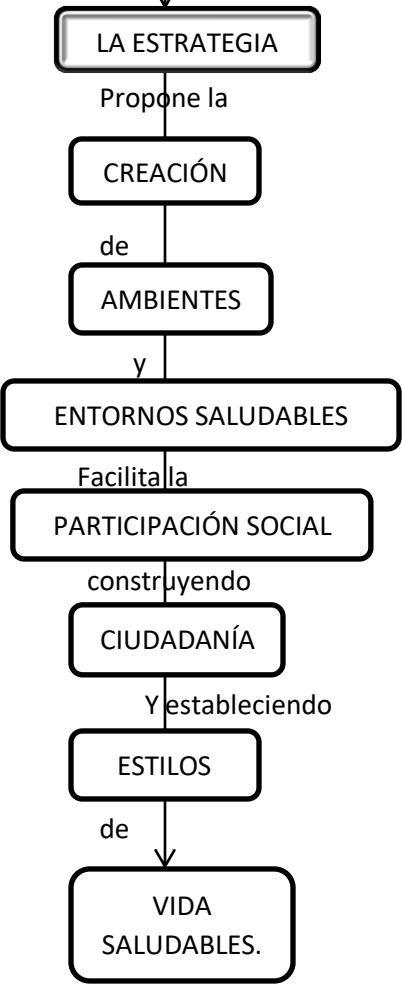 LA ESTRATEGIA
Propone la
CREACIÓN
de
AMBIENTES
y
ENTORNOS SALUDABLES
Facilita la
PARTICIPACIÓN SOCIAL
construyendo
CIUDADANÍA
Y estableciendo
ESTILOS
de
VIDA
SALUDABLES.